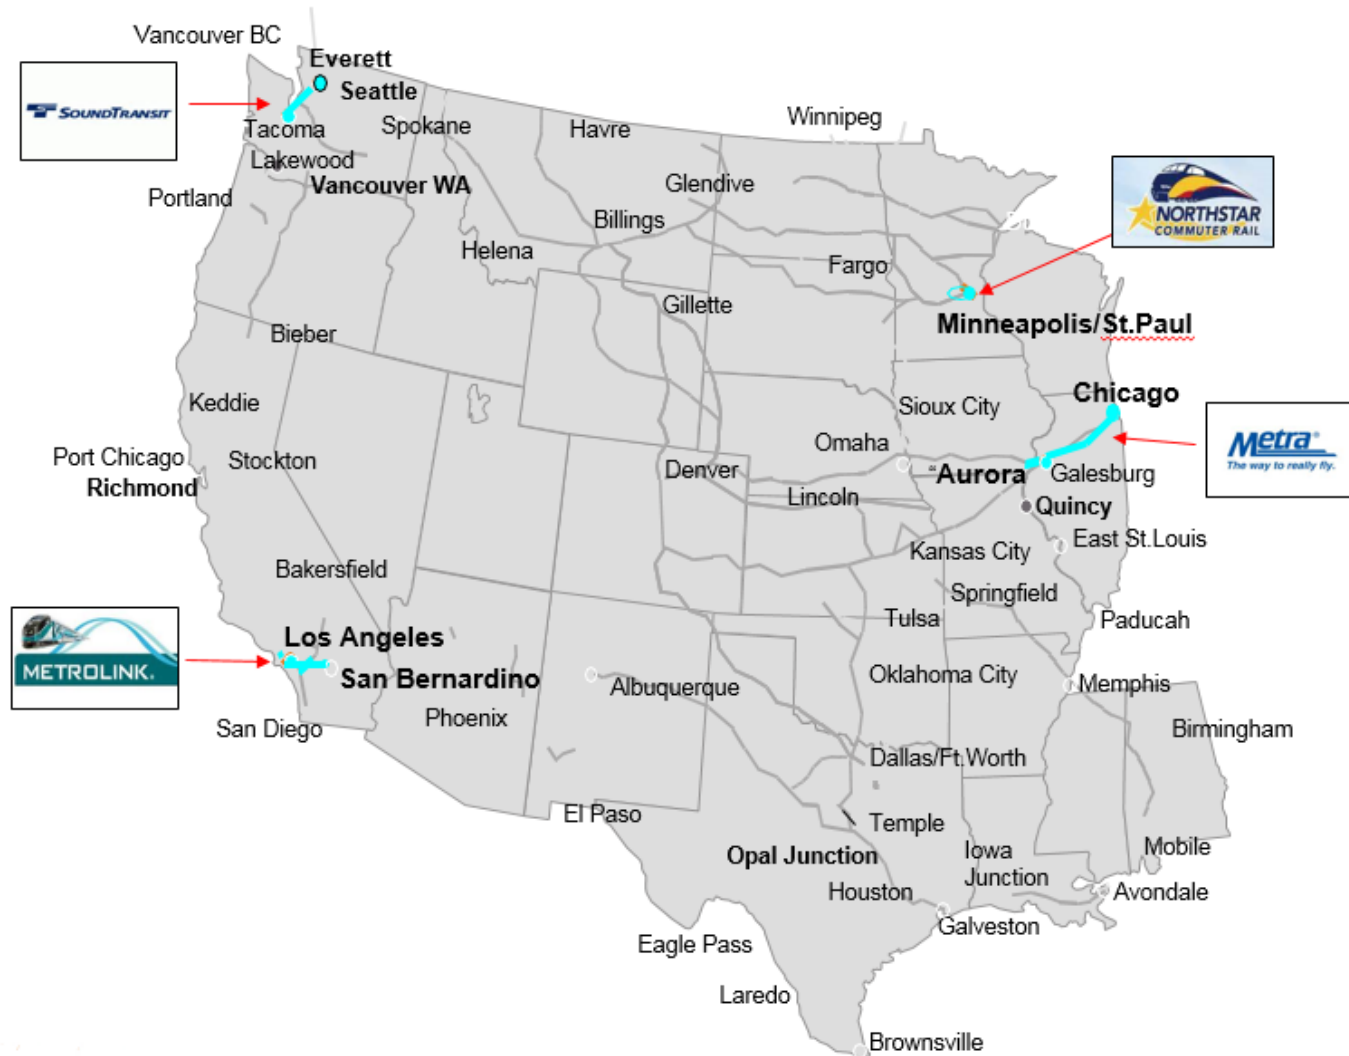 Vancouver BC
Everett
Seattle
SOUNDTRANSIT
Tacoma
Spokane
Havre
Winnipeg
Lakewood
Vancouver WA
Portland
Glendive
NORTHSTAR
COMMUTER RAIL
Billings
Helena
Fargo
Gillette
Minneapolis/St.Paul
Bieber
Chicago
Keddie
Sioux City
Omaha
Metra®
The way to really fly.
Port Chicago
Stockton
Denver
"Aurora
Galesburg
Richmond
Lincoln
Quincy
East St.Louis
Kansas City
Bakersfield
Springfield
Tulsa
Paducah
Los Angeles
METROLINK.
San Bernardino
Oklahoma City
Albuquerque
Memphis
Phoenix
San Diego
Birmingham
Dallas/Ft.Worth
El Paso
Temple
Opal Junction
Iowa
Junction
Mobile
Houston
Avondale
Galveston
Eagle Pass
Laredo
Brownsville